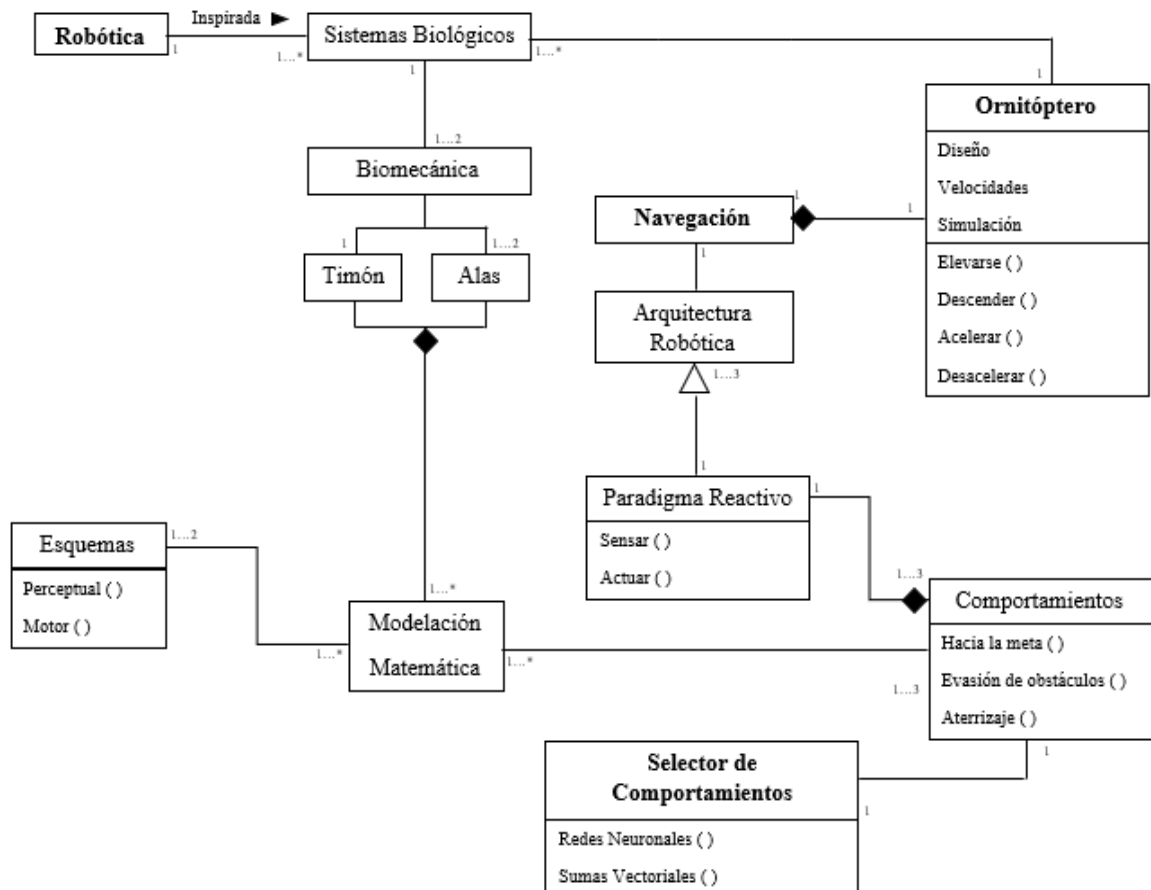 Inspirada
Robótica
1
1...*
Sistemas Biológicos
1...*
1
1
Ornitóptero
Diseño
Velocidades
Simulación
Elevarse ( )
Descender ( )
Acelerar ( )
Desacelerar ( )
1...2
Biomecánica
1
1...2
Timón
Alas
1
1
Navegación
1
Arquitectura
Robótica
1...3
1
Paradigma Reactivo
1
Sensar ( )
Actuar ( )
1...2
Esquemas
Perceptual ( )
Motor ( )
1...*
1...*
Modelación
Matemática
1...*
1...3
Comportamientos
Hacia la meta ( )
Evasión de obstáculos ( )
Aterrizaje ( )
1...3
1
1
Selector de
Comportamientos
Redes Neuronales ( )
Sumas Vectoriales ( )